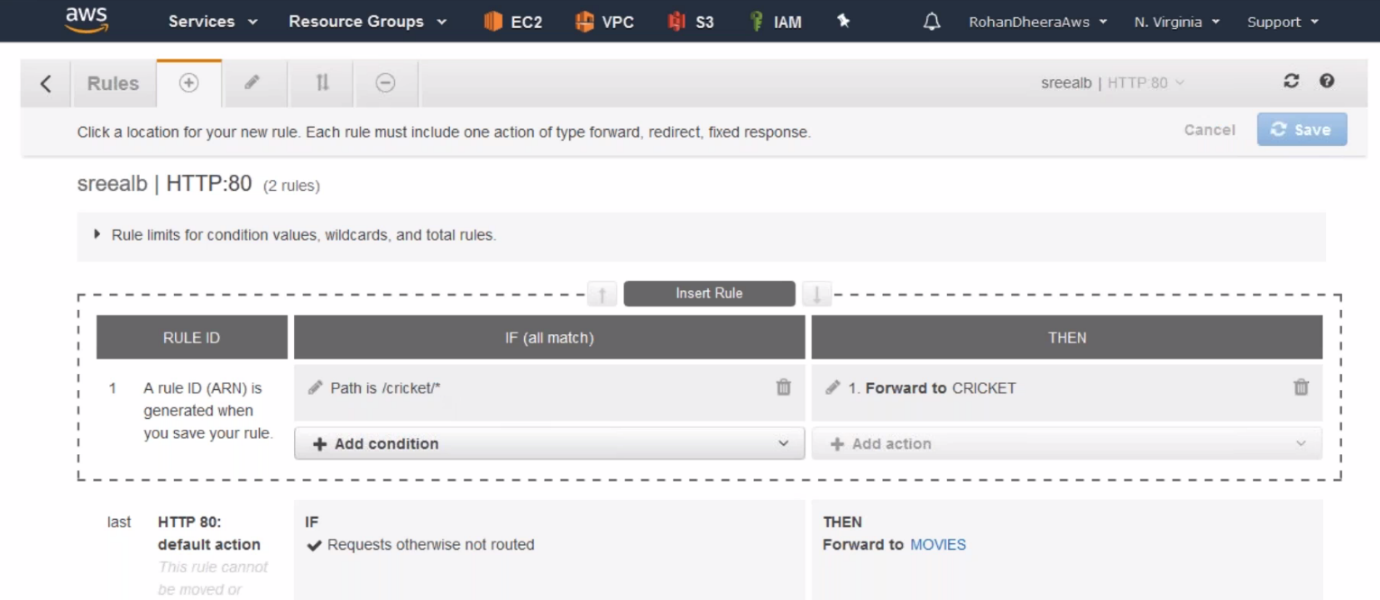 aws Services Resource Groups EC2 VPC S3 IAM RohanDheeraAws N. Virginia Support
Rules sreealb | HTTP:80
Click a location for your new rule. Each rule must include one action of type forward, redirect, fixed response. Cancel Save
sreealb | HTTP:80 (2 rules)
Rule limits for condition values, wildcards, and total rules.
Insert Rule
RULE ID IF (all match) THEN
1 A rule ID (ARN) is Path is /cricket/* 1. Forward to CRICKET
generated when
you save your rule. Add condition Add action
last HTTP 80: IF THEN
default action Requests otherwise not routed Forward to MOVIES
This rule cannot
be moved or